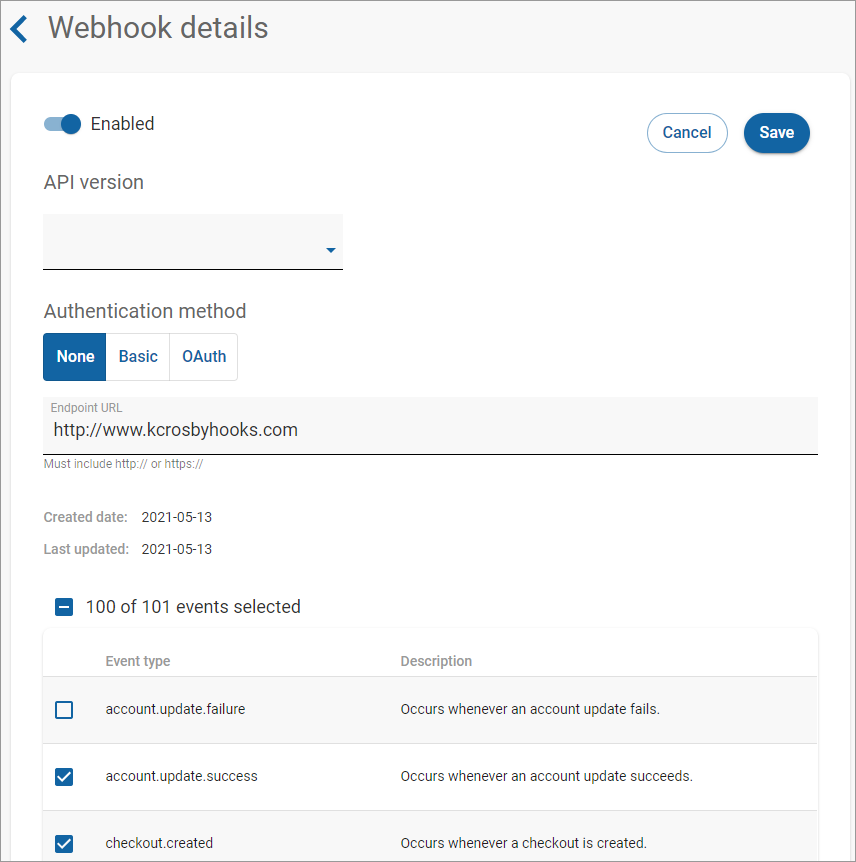 Webhook details
Enabled
Cancel
Save
API version
Authentication method
None
Basic
OAuth
Endpoint URL
http://www.kcrosbyhooks.com
Must include http:// or https://
Created date: 2021-05-13
Last updated: 2021-05-13
100 of 101 events selected
Event type Description
account.update.failure Occurs whenever an account update fails.
account.update.success Occurs whenever an account update succeeds.
checkout.created Occurs whenever a checkout is created.